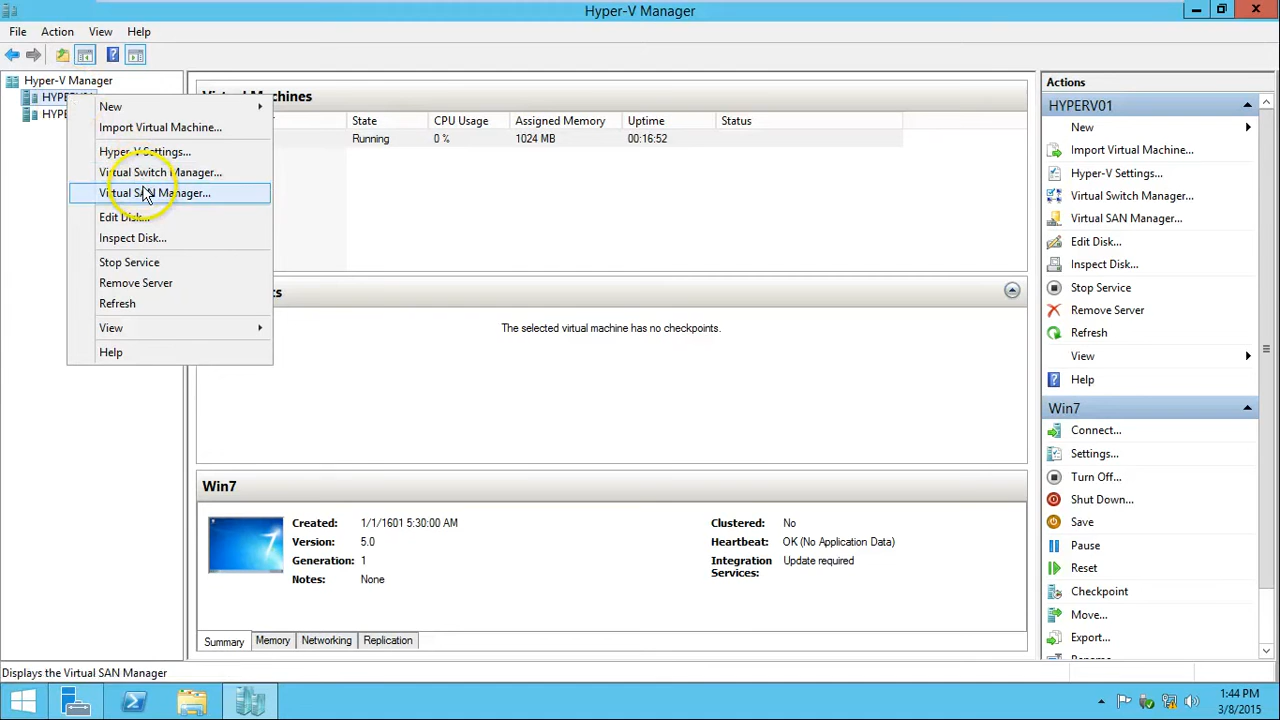 Hyper-V Manager
File Action View Help
Hyper-V Manager
HYPERV01
HYPE
New
Import Virtual Machine...
Hyper-V Settings...
Virtual Switch Manager...
Virtual SAN Manager...
Edit Disk...
Inspect Disk...
Stop Service
Remove Server
Refresh
View
Help
chines
State CPU Usage Assigned Memory Uptime Status
Running 0 % 1024 MB 00:16:52
ts
The selected virtual machine has no checkpoints.
Win7
Created: 1/1/1601 5:30:00 AM Clustered: No
Version: 5.0 Heartbeat: OK (No Application Data)
Generation: 1 Integration Services: Update required
Notes: None
Summary Memory Networking Replication
Actions
HYPERV01
New
Import Virtual Machine...
Hyper-V Settings...
Virtual Switch Manager...
Virtual SAN Manager...
Edit Disk...
Inspect Disk...
Stop Service
Remove Server
Refresh
View
Help
Win7
Connect...
Settings...
Turn Off...
Shut Down...
Save
Pause
Reset
Checkpoint
Move...
Export...
Displays the Virtual SAN Manager
1:44 PM
3/8/2015